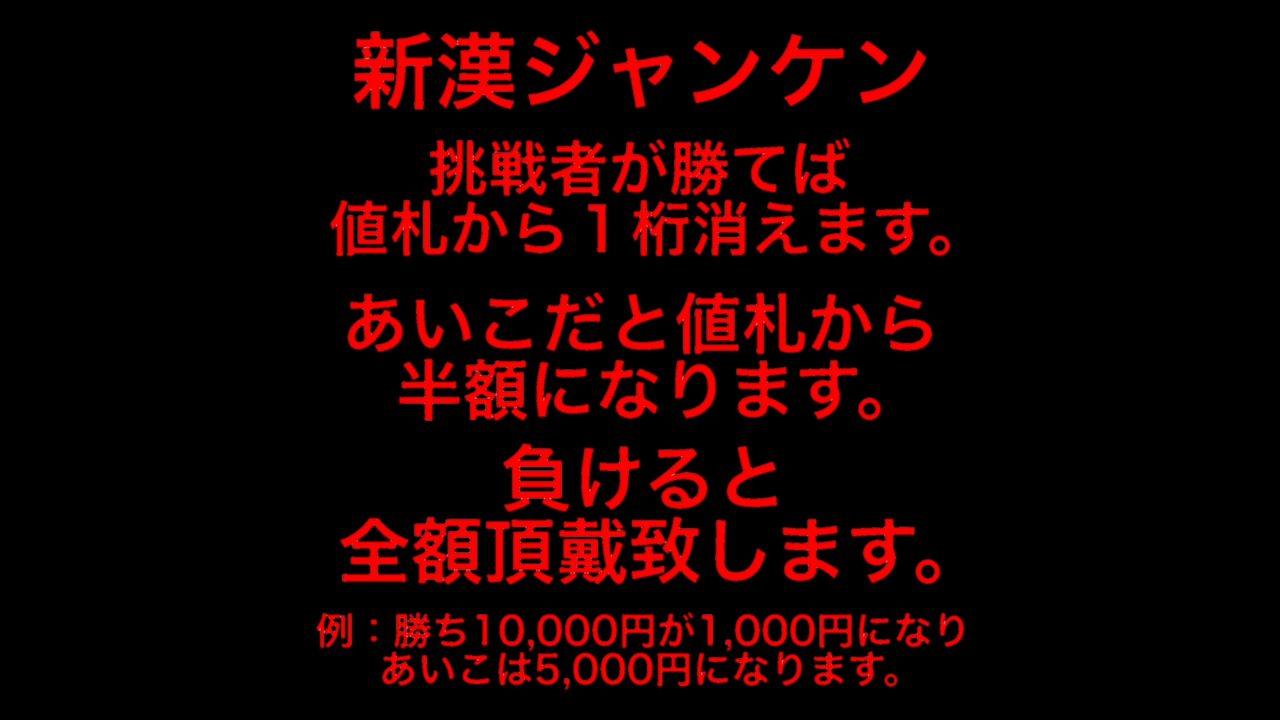 新漢ジャンケン
挑戦者が勝てば
値札から１桁消えます。
あいこだと値札から
半額になります。
負けると
全額頂戴致します。
例：勝ち10,000円が1,000円になり
あいこは5,000円になります。